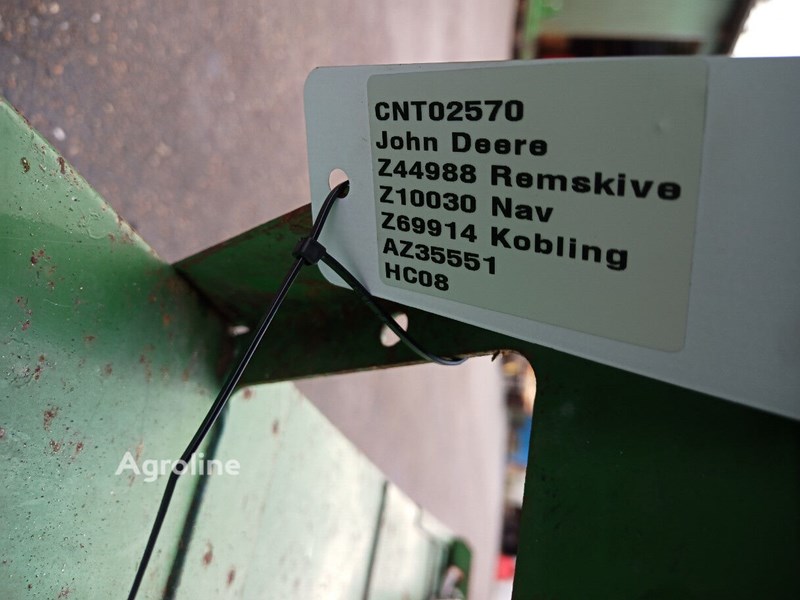 CNT02570
John Deere
Z44988 Remskive
Z10030 Nav
Z69914 Kobling
AZ35551
HC08
Agroline